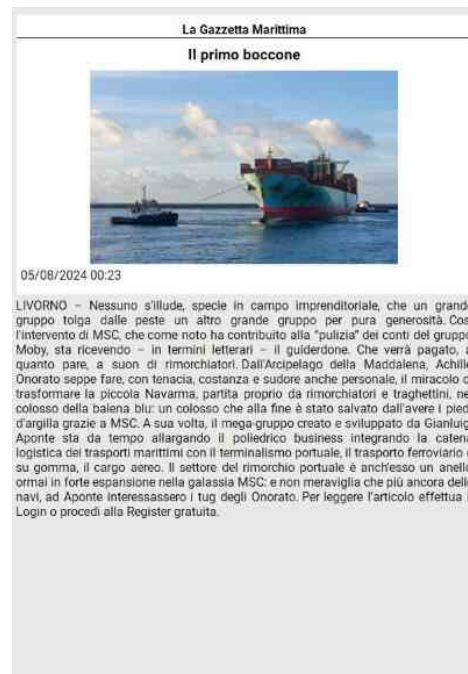 La Gazzetta Marittima
Il primo boccone
05/08/2024 00:23
LIVORNO – Nessuno s'illude, specie in campo imprenditoriale, che un grand
gruppo tolga dalle peste un altro grande gruppo per pura generosità. Cos
l'intervento di MSC, che come noto ha contribuito alla "pulizia" dei conti del gruppo
Moby, sta ricevendo – in termini letterari – il guiderdone. Che verrà pagato, a
quanto pare, a suon di rimorchiatori. Dall'Arcipelago della Maddalena, Achille
Onorato seppe fare, con tenacia, costanza e sudore anche personale, il miracolo d
trasformare la piccola Navarma, partita proprio da rimorchiatori e traghettini, ne
colosso della balena blu: un colosso che alla fine è stato salvato dall'avere i pied
d'argilla grazie a MSC. A sua volta, il mega-gruppo creato e sviluppato da Gianluig
Aponte sta da tempo allargando il poliedrico business integrando la catena
logistica dei trasporti marittimi con il terminalismo portuale, il trasporto ferroviario e
su gomma, il cargo aereo. Il settore del rimorchio portuale è anch'esso un anello
ormai in forte espansione nella galassia MSC: e non meraviglia che più ancora delle
navi, ad Aponte interessassero i tug degli Onorato. Per leggere l'articolo effettua i
Login o procedi alla Register gratuita.